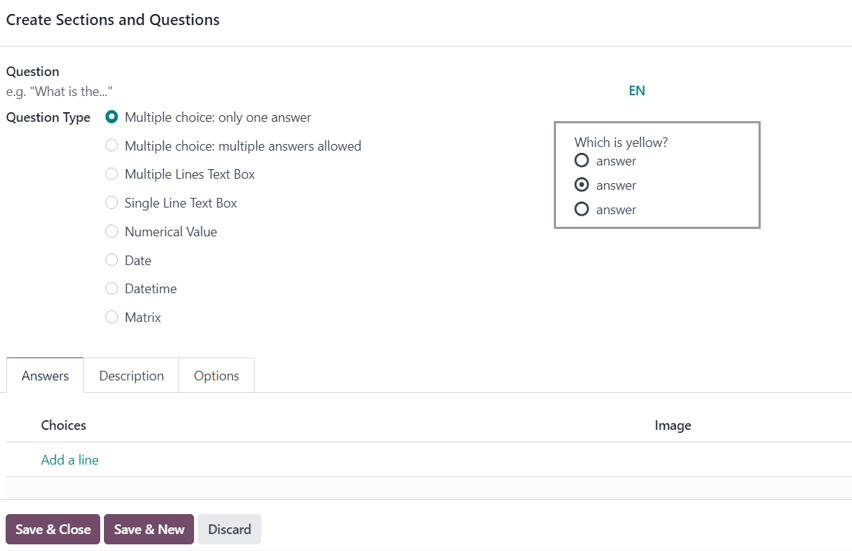 Create Sections and Questions
Question
e.g. "What is the..."
EN
Question Type
Multiple choice: only one answer
Multiple choice: multiple answers allowed
Multiple Lines Text Box
Single Line Text Box
Numerical Value
Date
Datetime
Matrix
Which is yellow?
answer
answer
answer
Answers
Description
Options
Choices
Image
Add a line
Save & Close
Save & New
Discard